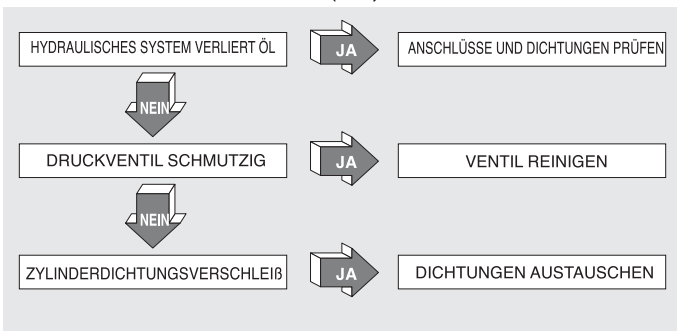 HYDRAULISCHES SYSTEM VERLIERT ÖL
JA
ANSCHLÜSSE UND DICHTUNGEN PRÜFEN
NEIN
DRUCKVENTIL SCHMUTZIG
JA
VENTIL REINIGEN
NEIN
ZYLINDERDICHTUNGSVERSCHLEIß
JA
DICHTUNGEN AUSTAUSCHEN